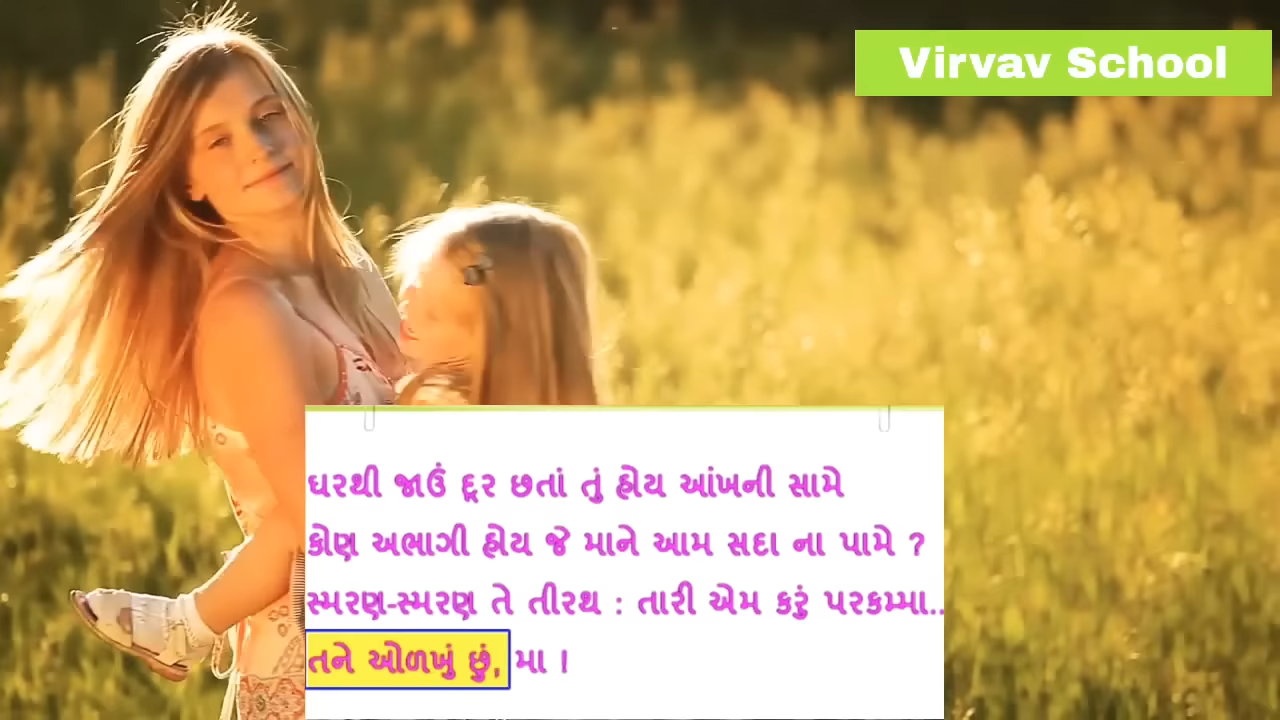 Virvav School
ઘરથી જાઉં દૂર છતાં તું હોય આંખની સામે
કોણ અભાગી હોય જે માને આમ સદા ના પામે ?
સ્મરણ-સ્મરણ તે તીરથ : તારી એમ કરું પરકમ્મા..
તને ઓળખું છું, મા !